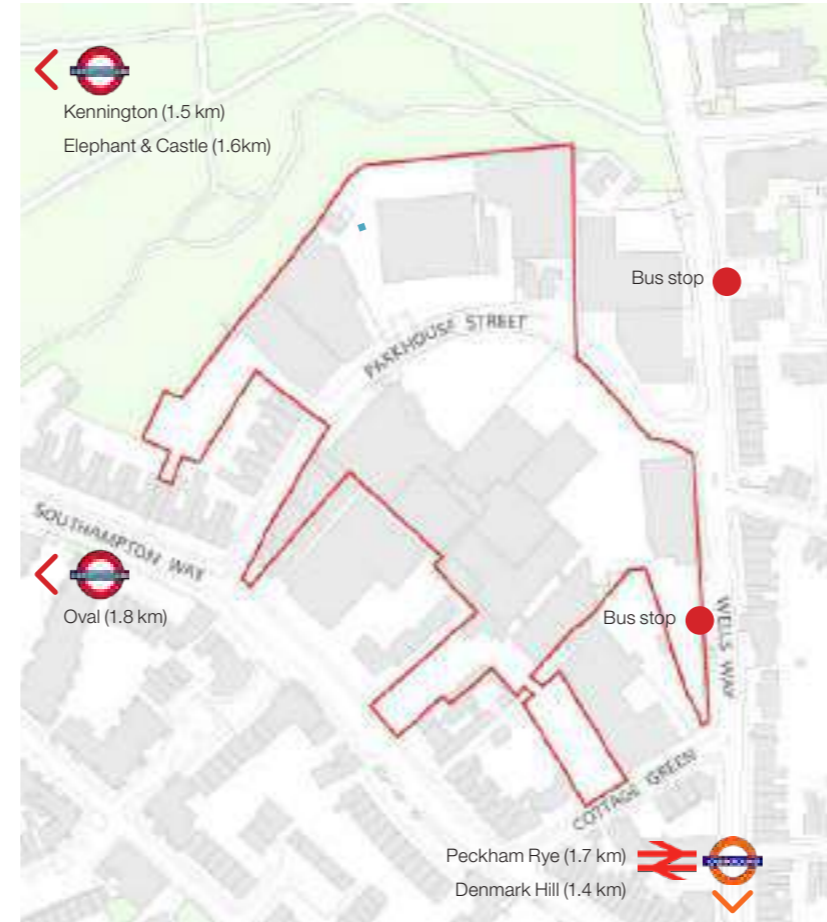 Kennington (1.5 km)
Elephant & Castle (1.6km)
Bus stop
PARKHOUSE STREET
SOUTHAMPTON WAY
Oval (1.8 km)
Bus stop
WELLS WAY
COTTAGE GREEN
Peckham Rye (1.7 km)
Denmark Hill (1.4 km)